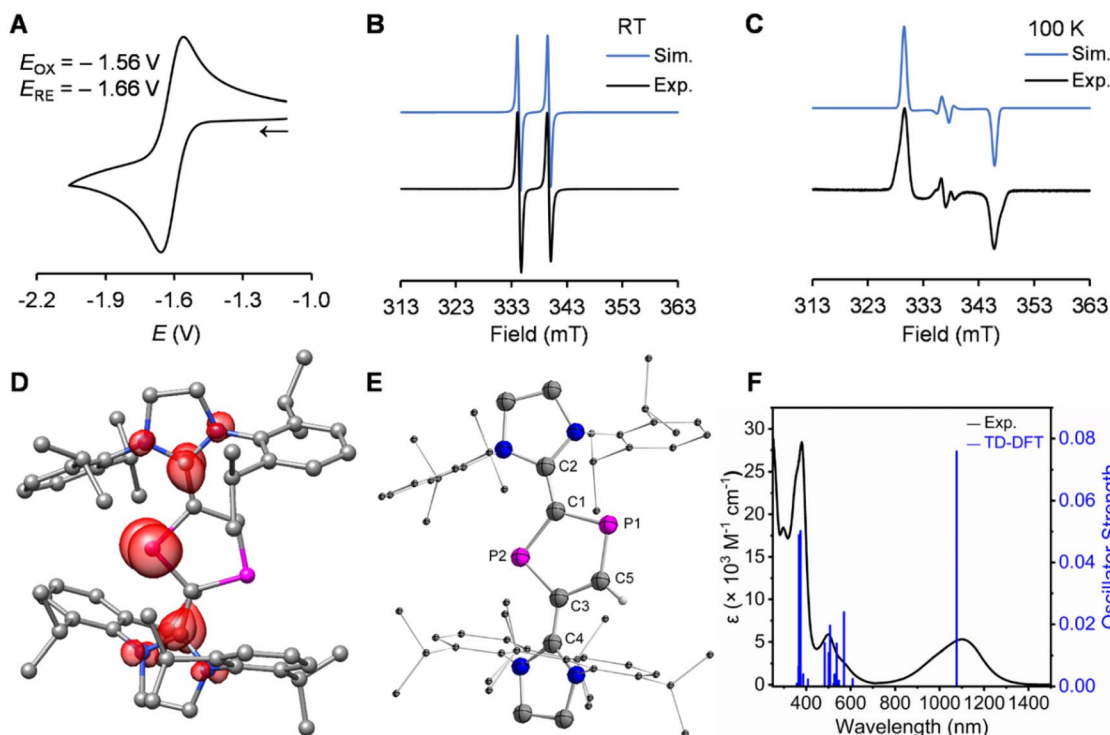 A
E_OX = – 1.56 V
E_RE = – 1.66 V
←
-2.2 -1.9 -1.6 -1.3 -1.0
E (V)
B
RT
Sim.
Exp.
313 323 333 343 353 363
Field (mT)
C
100 K
Sim.
Exp.
313 323 333 343 353 363
Field (mT)
D
E
C2
C1
P1
P2
C5
C3
C4
F
Exp.
TD-DFT
30
25
20
15
10
5
0
ε (× 10³ M⁻¹ cm⁻¹)
0.08
0.06
0.04
0.02
0.00
Oscillator Strength
400 600 800 1000 1200 1400
Wavelength (nm)